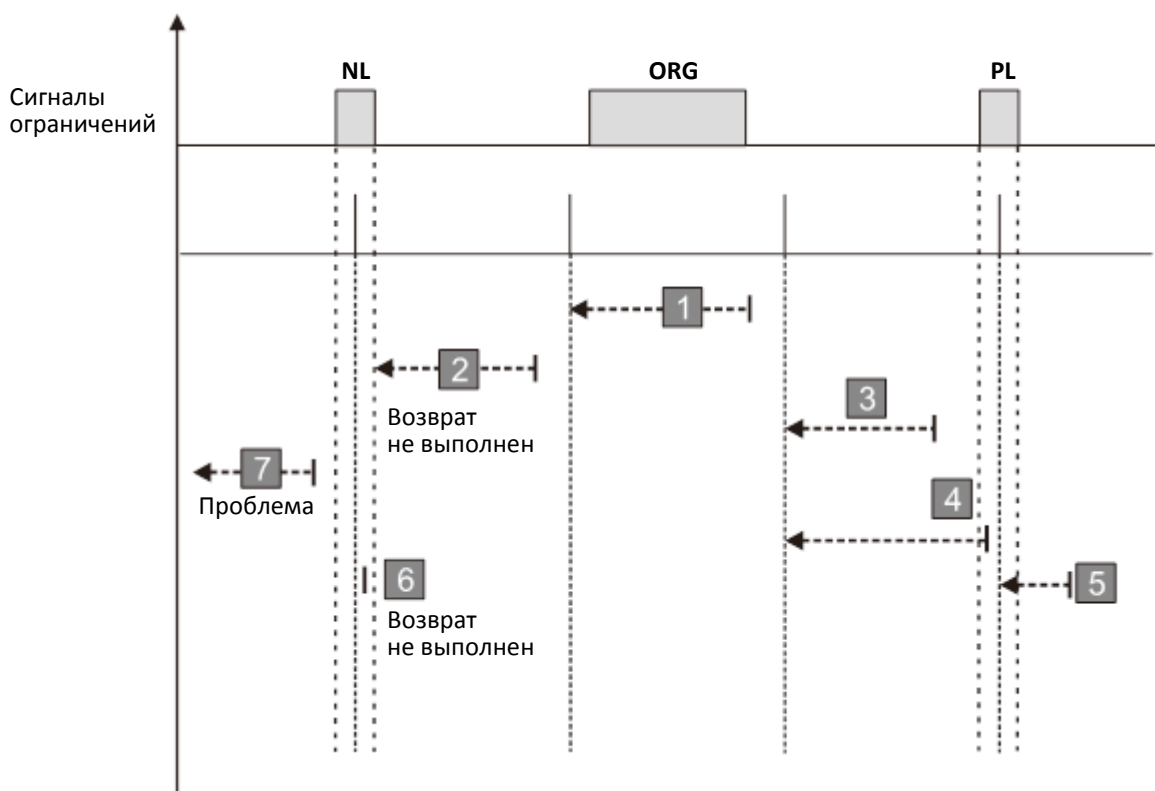 NL
ORG
PL
Сигналы
ограничений
1
2
Возврат
не выполнен
3
7
Проблема
4
6
5
Возврат
не выполнен